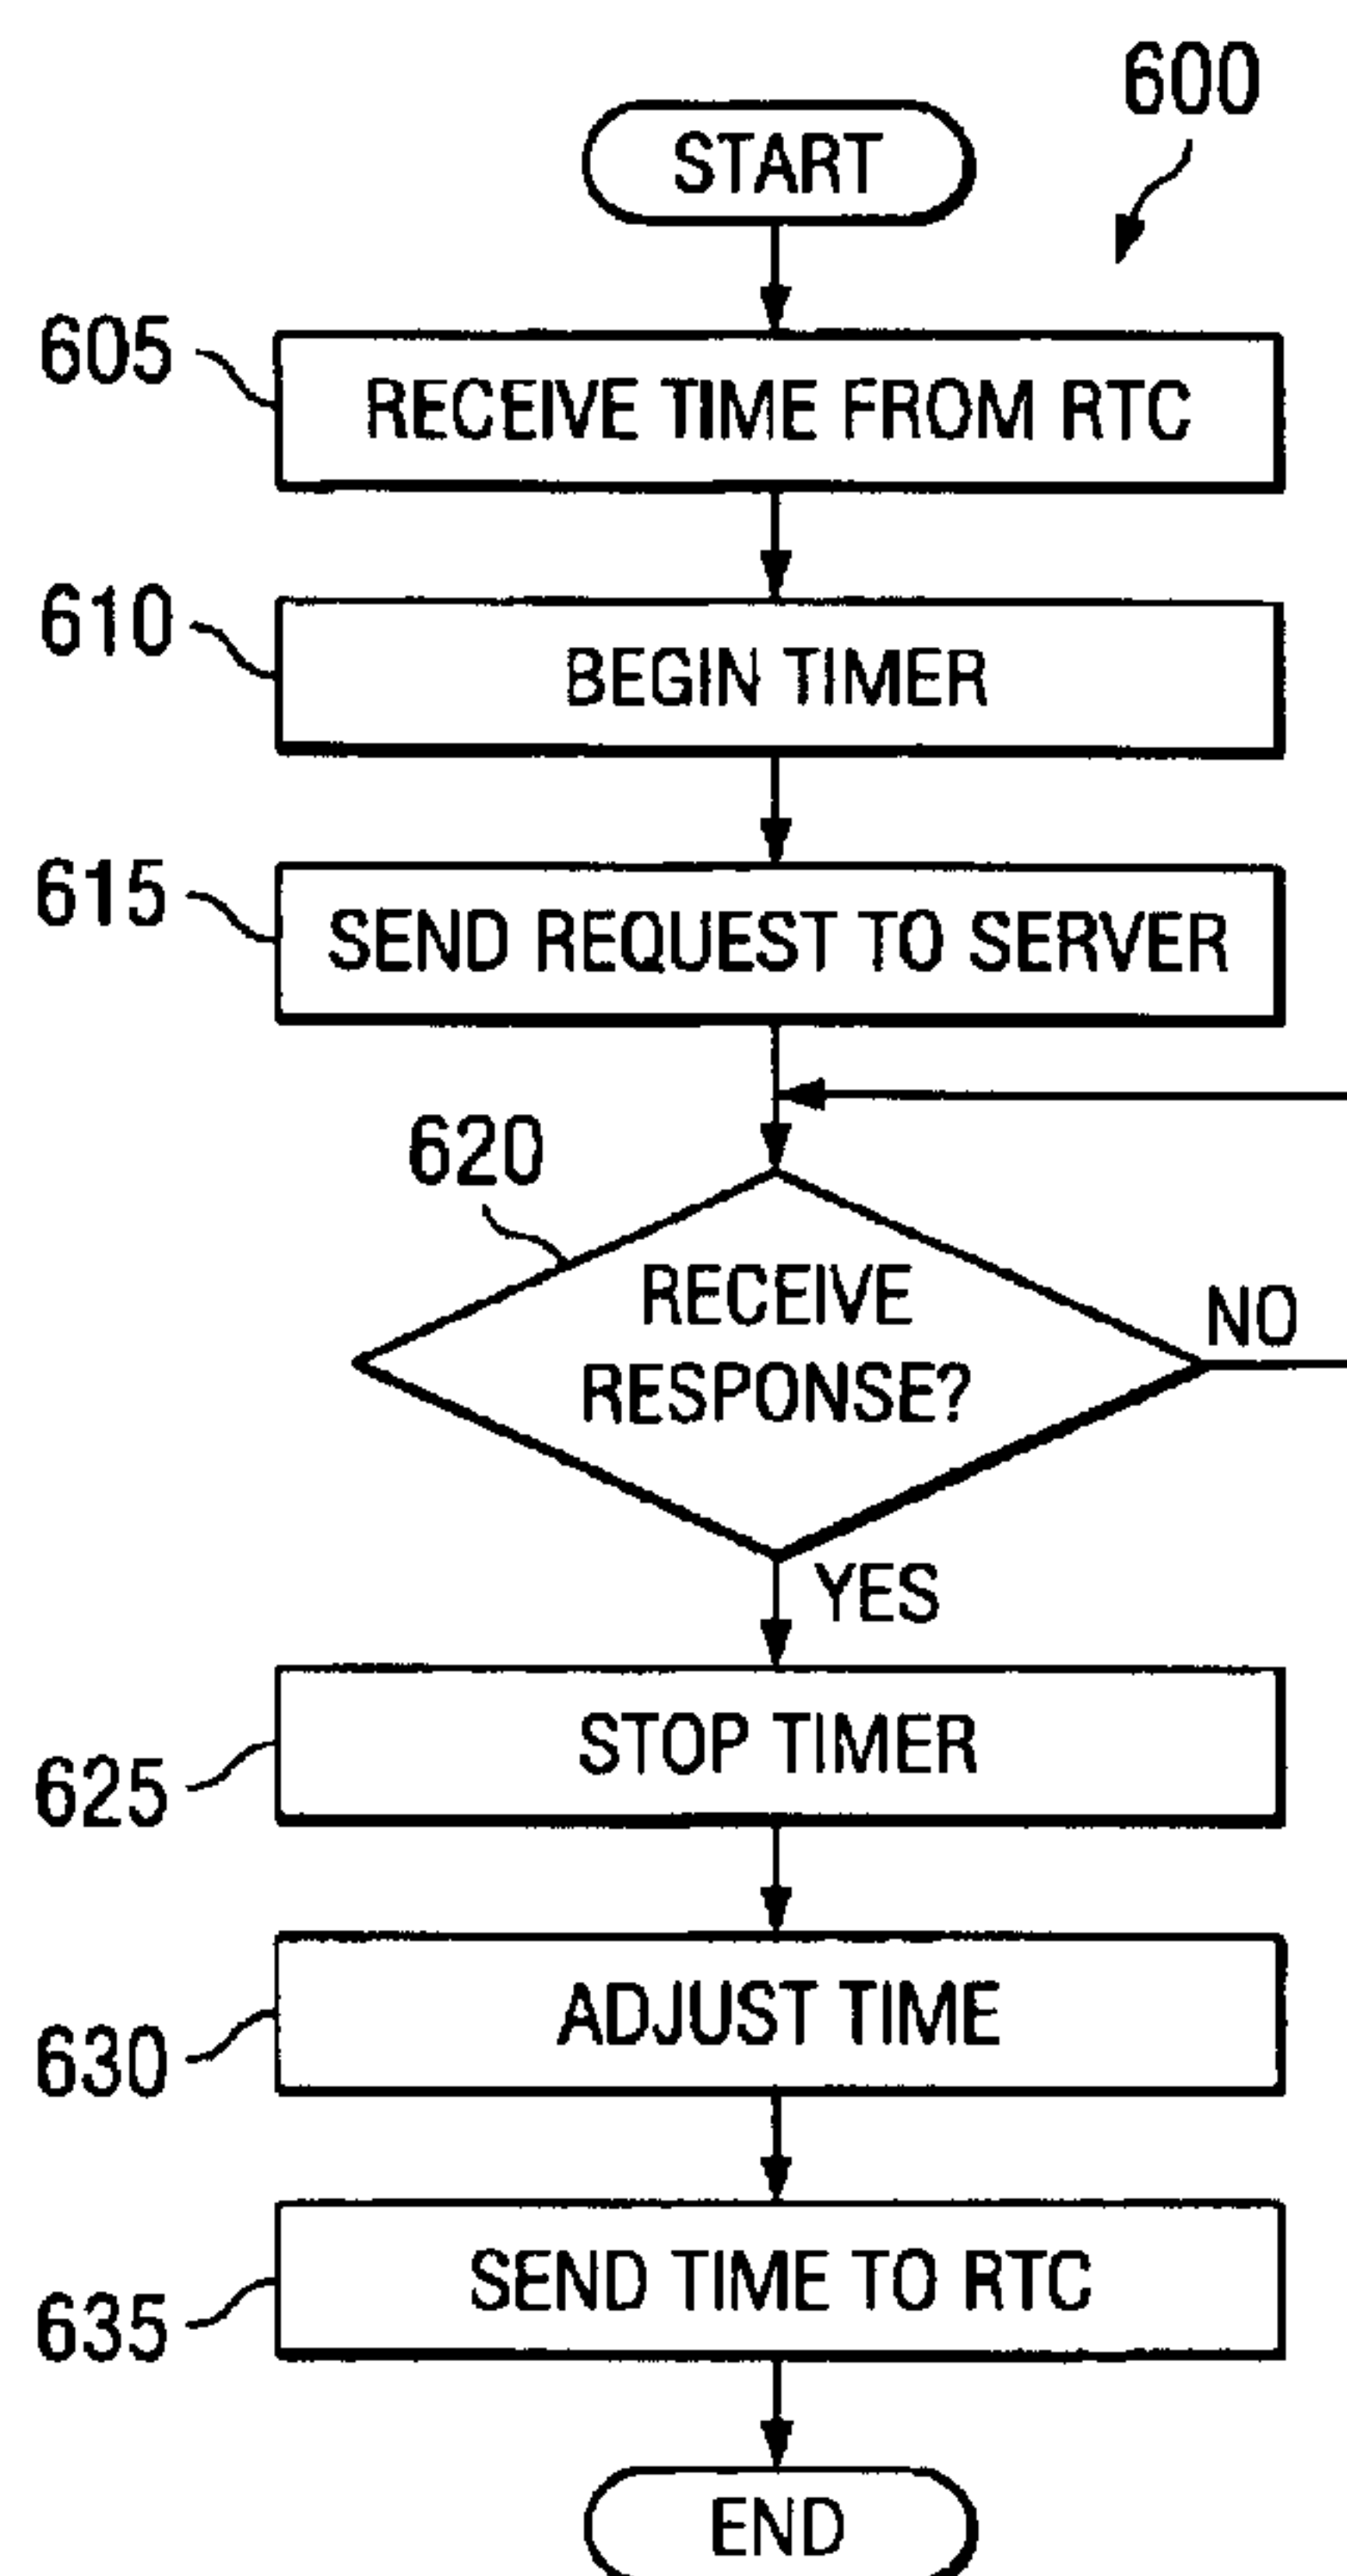 600
START
605
RECEIVE TIME FROM RTC
610
BEGIN TIMER
615
SEND REQUEST TO SERVER
620
RECEIVE
RESPONSE?
NO
YES
STOP TIMER
625
ADJUST TIME
630
SEND TIME TO RTC
635
END